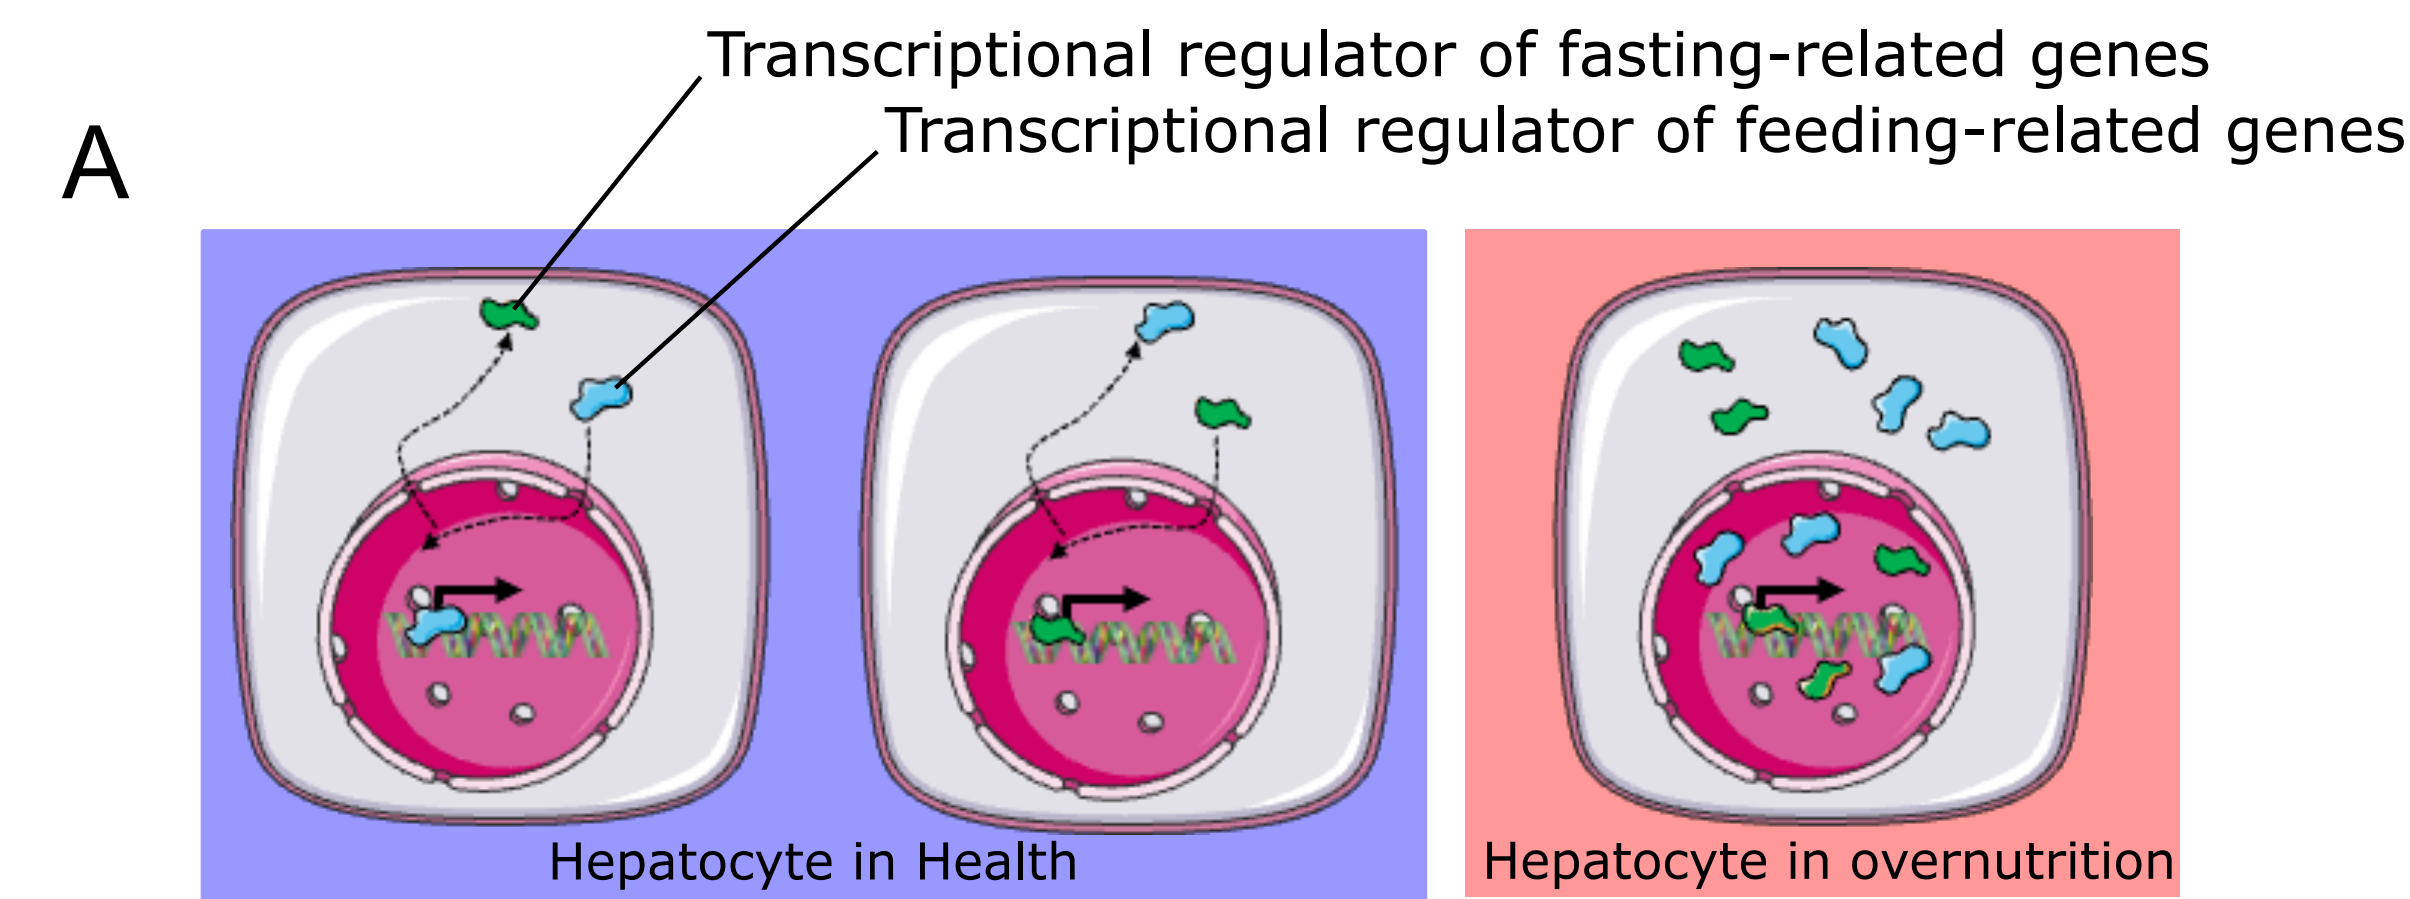 Transcriptional regulator of fasting-related genes
Transcriptional regulator of feeding-related genes
A
Hepatocyte in Health
Hepatocyte in overnutrition